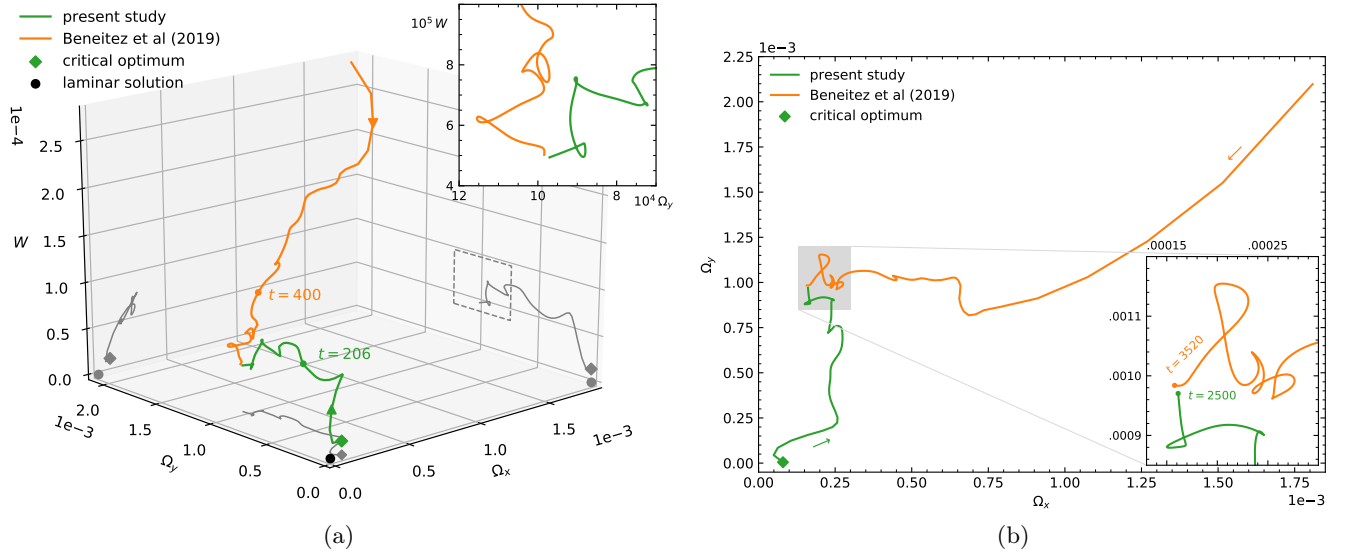 present study
Beneitez et al (2019)
critical optimum
laminar solution
1e−4
2.5
2.0
1.5
W
1.0
0.5
0.0
2.0
1e−3
1.5
1.0
Ω_y
0.5
0.0
0.0
0.5
Ω_x
1.0
1.5
1e−3
t = 400
t = 206
10⁵ W
8
6
4
12
10
8
10⁴ Ω_y
(a)
1e−3
2.25
2.00
1.75
1.50
1.25
1.00
0.75
0.50
0.25
0.00
Ω_y
present study
Beneitez et al (2019)
critical optimum
0.00
0.25
0.50
0.75
1.00
1.25
1.50
1.75
1e−3
Ω_x
.00015
.00025
.0011
.0010
.0009
t = 3520
t = 2500
(b)